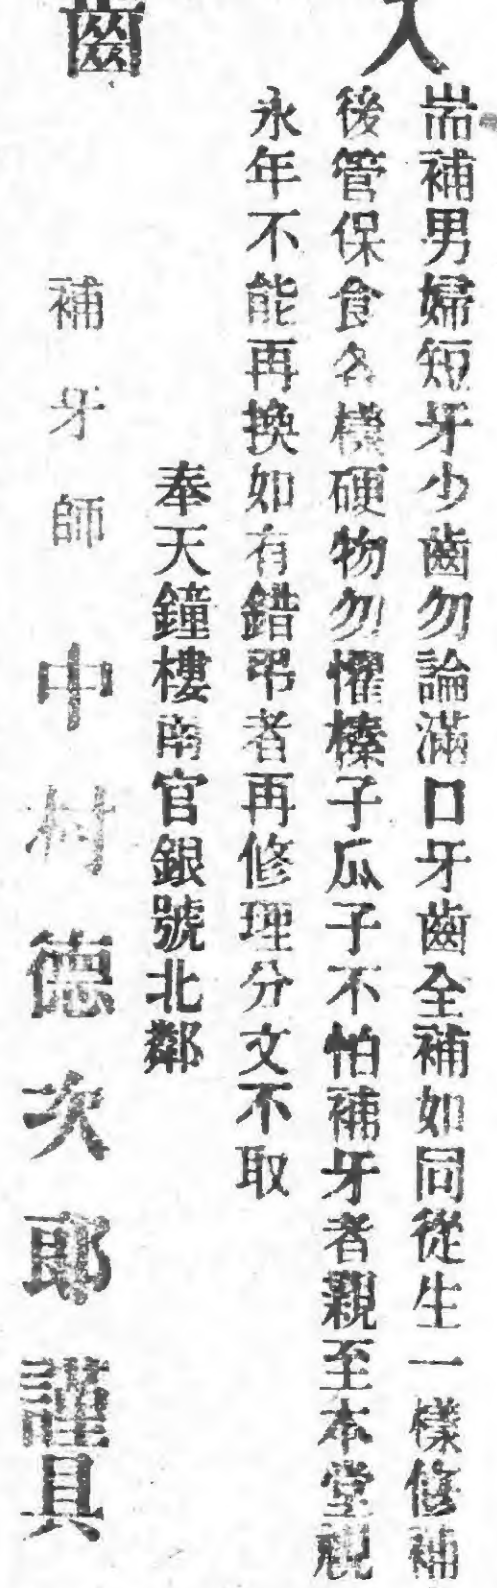 入齒
耑補男婦短牙少齒勿論滿口牙齒全補如同從生一樣修補
後管保食各樣硬物勿懼榛子瓜子不怕補牙者親至本堂視
永年不能再換如有錯弔者再修理分文不取
奉天鐘樓南官銀號北鄰
補牙師 中村德次郎謹具